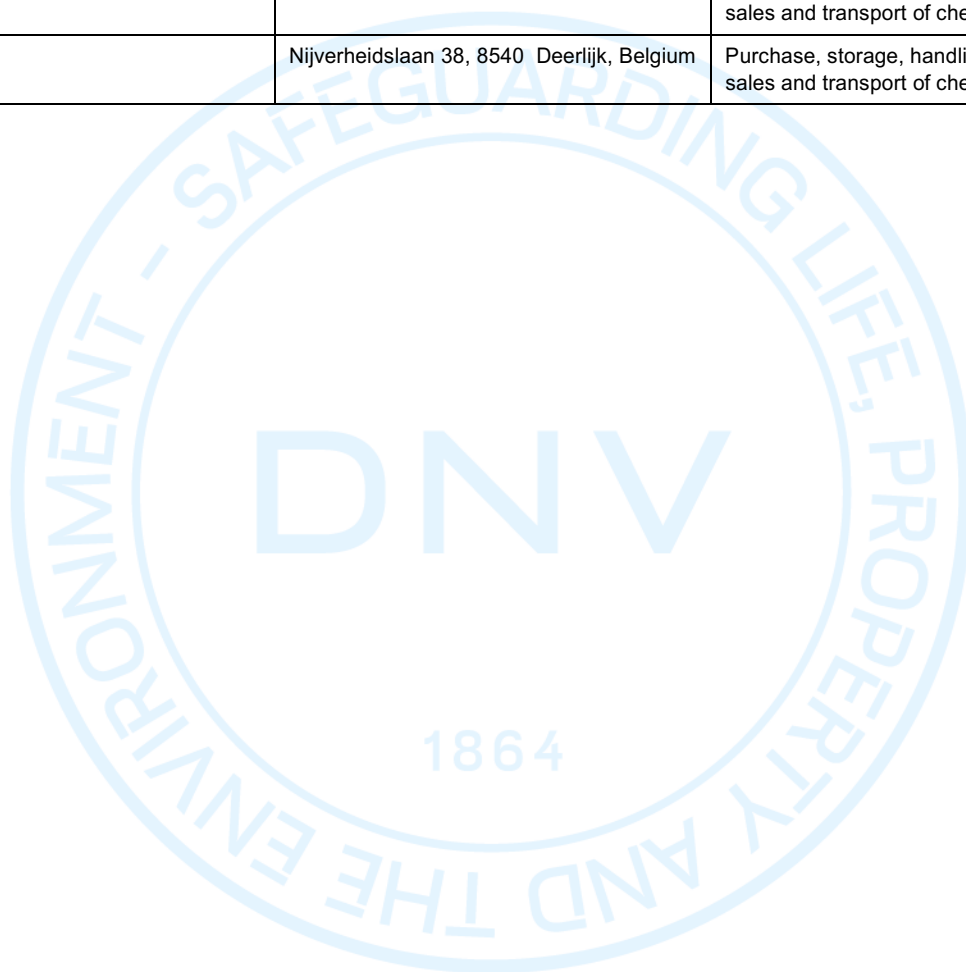 sales and transport of che
Nijverheidslaan 38, 8540 Deerlijk, Belgium
Purchase, storage, handli
sales and transport of che
SAFEGUARDING LIFE, PROPERTY AND THE ENVIRONMENT -
DNV
1864